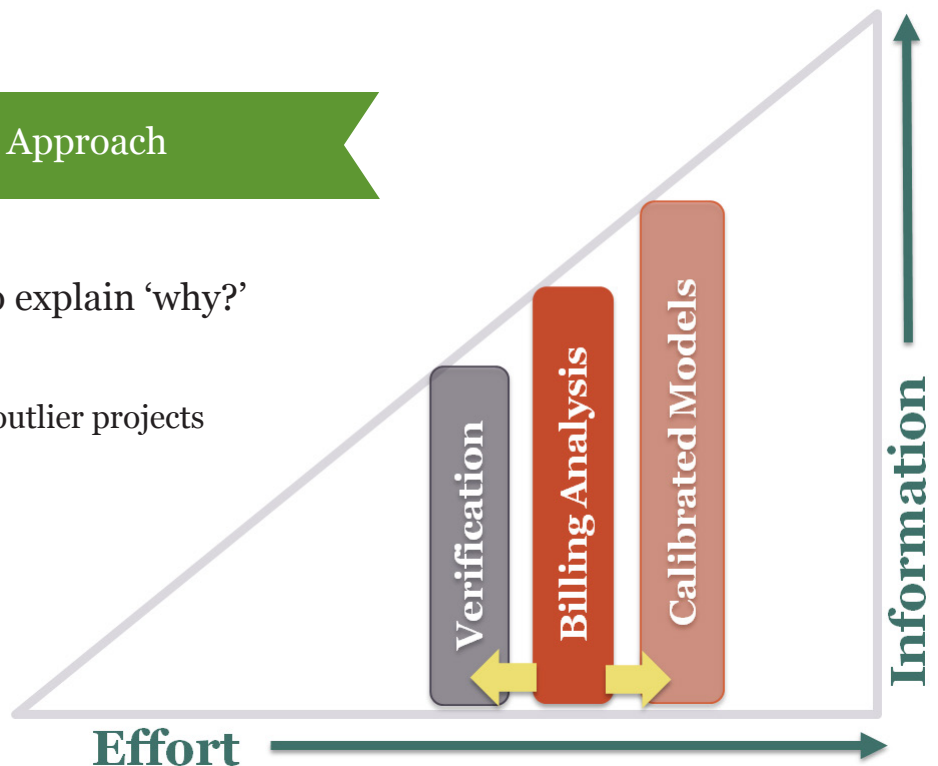 Approach
explain ‘why?’
outlier projects
Verification
Billing Analysis
Calibrated Models
Information
Effort